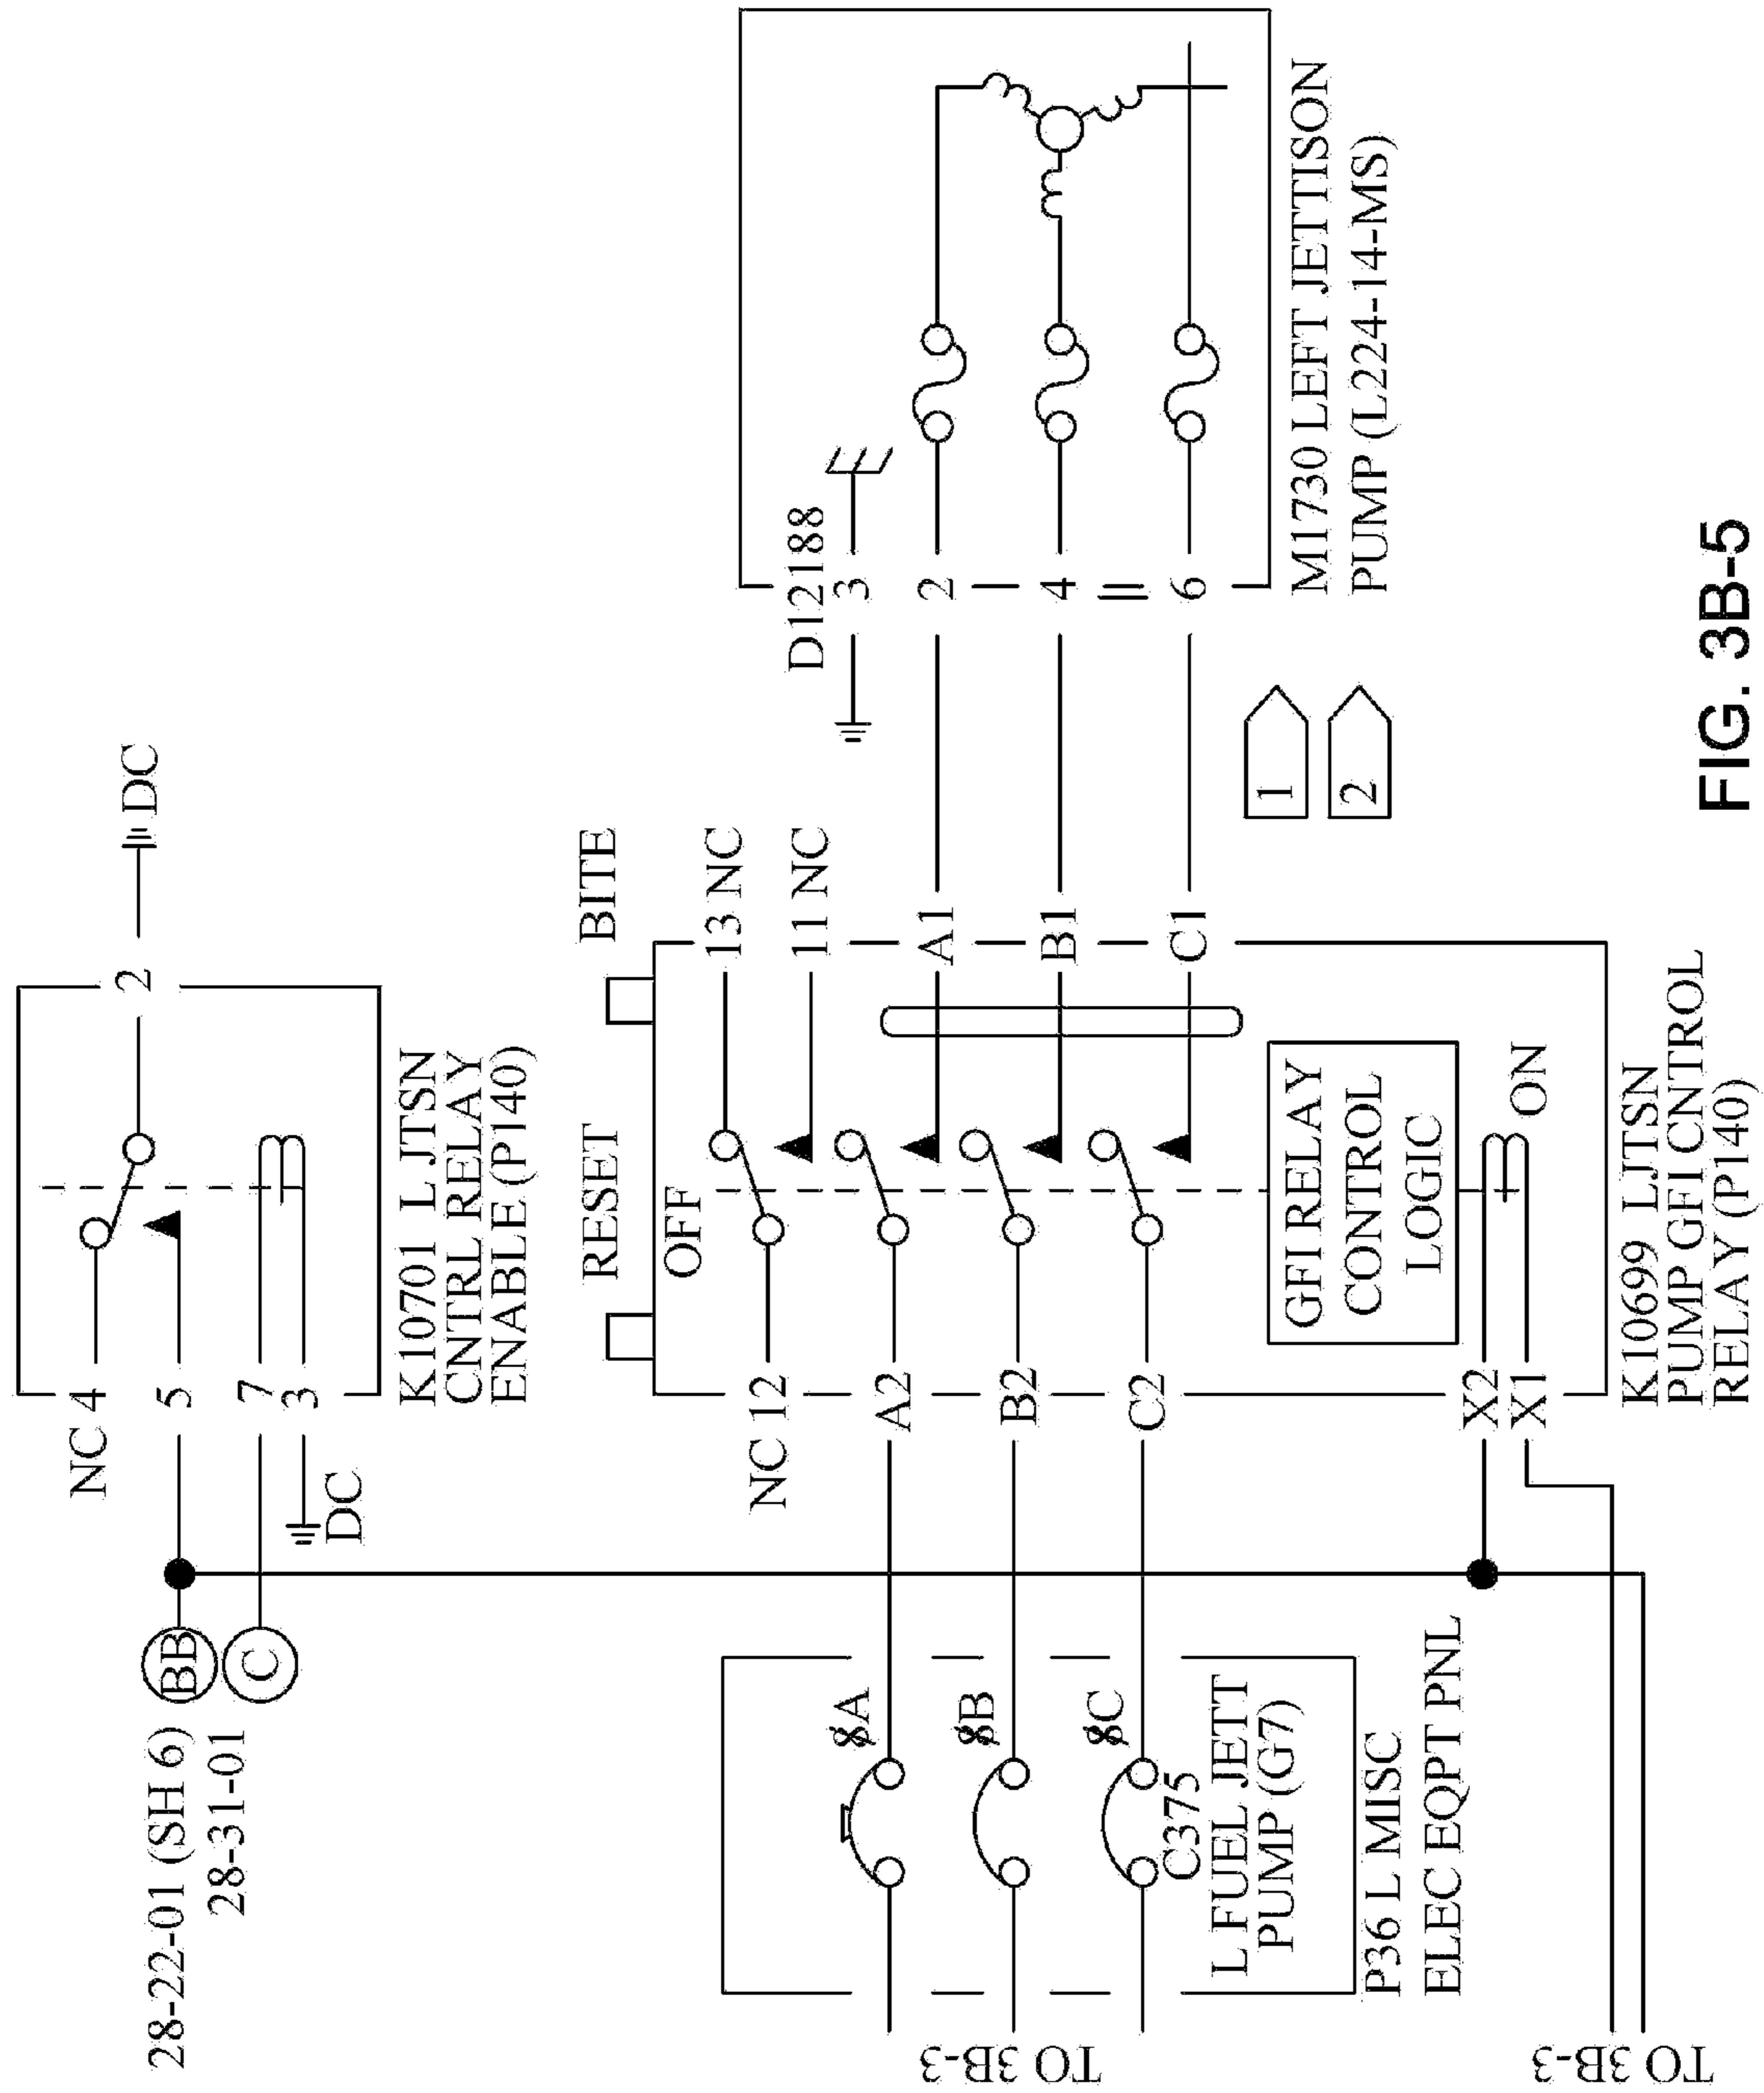 28-22-01 (SH 6)
28-31-01
BB
C
NC 4
5
7
3
DC
2
DC
K10701 L JTSN
CNTRL RELAY
ENABLE (P140)
RESET
BITE
OFF
NC 12
A2
B2
C2
X2
X1
13 NC
11 NC
A1
B1
C1
GFI RELAY
CONTROL
LOGIC
ON
K10699 LJTSN
PUMP GFI CNTROL
RELAY (P140)
A
B
C
C375
L FUEL JETT
PUMP (G7)
P36 L MISC
ELEC EQPT PNL
TO 3B-3
TO 3B-3
D12188
3
2
4
6
M1730 LEFT JETTISON
PUMP (L224-14-MS)
1
2
FIG. 3B-5